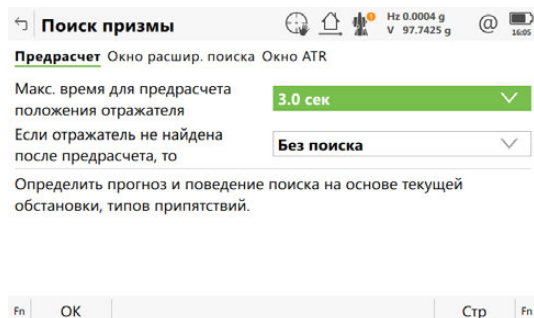 Поиск призмы
Hz 0.0004 g
V 97.7425 g
@
16:05
Предрасчет Окно расшир. поиска Окно ATR
Макс. время для предрасчета
положения отражателя
3.0 сек
Если отражатель не найдена
после предрасчета, то
Без поиска
Определить прогноз и поведение поиска на основе текущей
обстановки, типов припятствий.
Fn OK Стр Fn